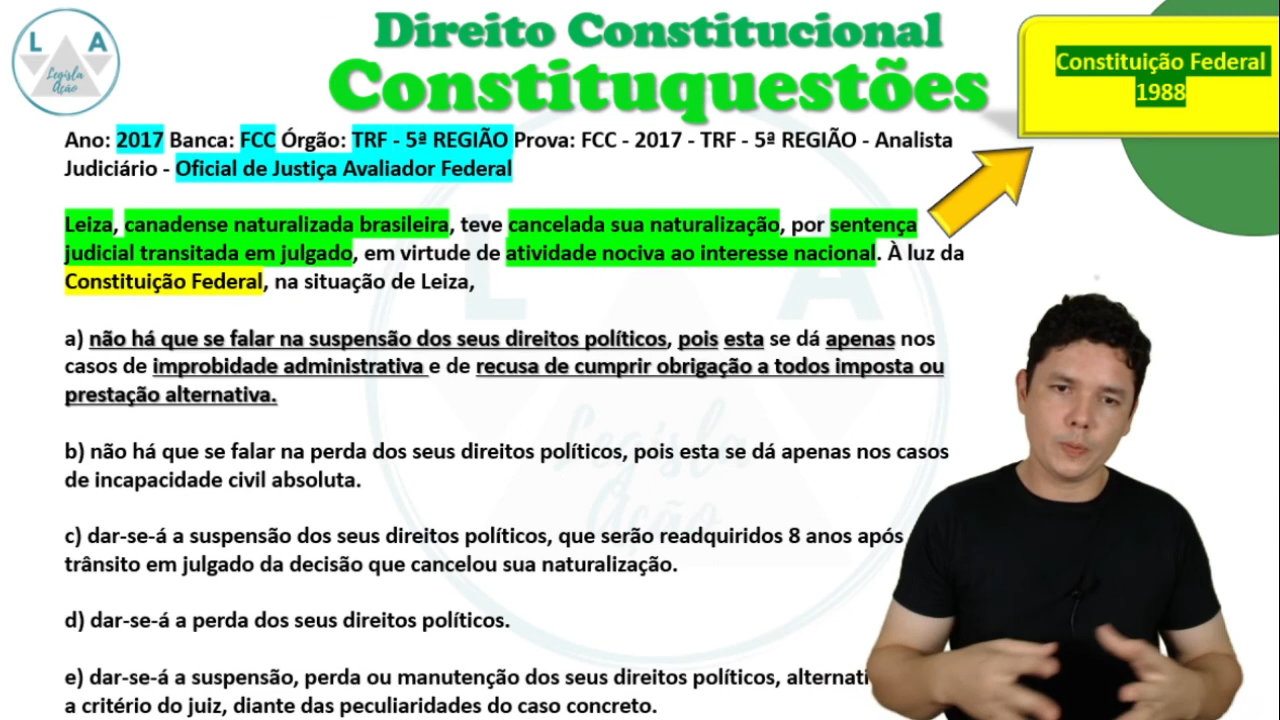 L A
Legisla
Ação
Direito Constitucional
Constituquestões
Constituição Federal
1988
Ano: 2017 Banca: FCC Órgão: TRF - 5ª REGIÃO Prova: FCC - 2017 - TRF - 5ª REGIÃO - Analista
Judiciário - Oficial de Justiça Avaliador Federal
Leiza, canadense naturalizada brasileira, teve cancelada sua naturalização, por sentença
judicial transitada em julgado, em virtude de atividade nociva ao interesse nacional. À luz da
Constituição Federal, na situação de Leiza,
a) não há que se falar na suspensão dos seus direitos políticos, pois esta se dá apenas nos
casos de improbidade administrativa e de recusa de cumprir obrigação a todos imposta ou
prestação alternativa.
b) não há que se falar na perda dos seus direitos políticos, pois esta se dá apenas nos casos
de incapacidade civil absoluta.
c) dar-se-á a suspensão dos seus direitos políticos, que serão readquiridos 8 anos após
trânsito em julgado da decisão que cancelou sua naturalização.
d) dar-se-á a perda dos seus direitos políticos.
e) dar-se-á a suspensão, perda ou manutenção dos seus direitos políticos,
a critério do juiz, diante das peculiaridades do caso concreto.
L A
Legisla
Ação